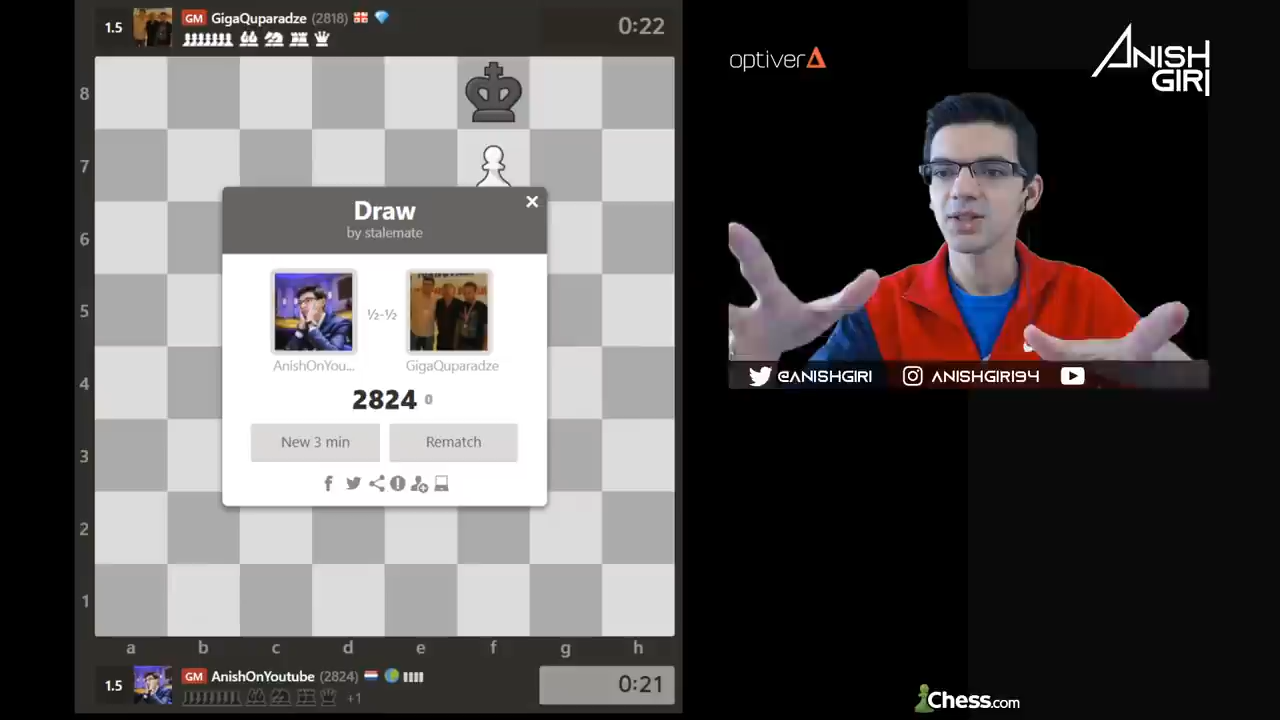 1.5 GM GigaQuparadze (2818)
0:22
optiver
ANISH
GIRI
8
7
6
5
4
3
2
1
Draw
by stalemate
½-½
AnishOnYou...
GigaQuparadze
2824 0
New 3 min
Rematch
@ANISHGIRI
ANISHGIRI94
a b c d e f g h
1.5 GM AnishOnYoutube (2824)
+1
0:21
Chess.com